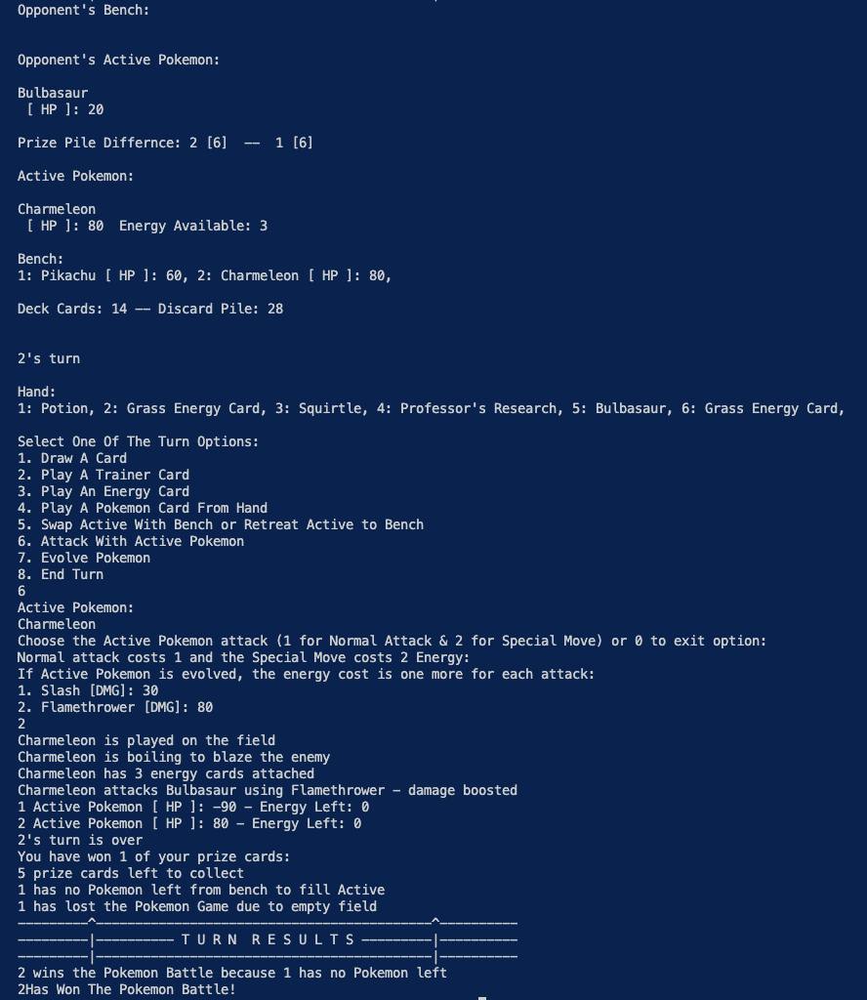 Opponent's Bench:
Opponent's Active Pokemon:
Bulbasaur
[ HP ]: 20
Prize Pile Differnce: 2 [6]  --  1 [6]
Active Pokemon:
Charmeleon
[ HP ]: 80  Energy Available: 3
Bench:
1: Pikachu [ HP ]: 60, 2: Charmeleon [ HP ]: 80,
Deck Cards: 14 -- Discard Pile: 28
2's turn
Hand:
1: Potion, 2: Grass Energy Card, 3: Squirtle, 4: Professor's Research, 5: Bulbasaur, 6: Grass Energy Card,
Select One Of The Turn Options:
1. Draw A Card
2. Play A Trainer Card
3. Play An Energy Card
4. Play A Pokemon Card From Hand
5. Swap Active With Bench or Retreat Active to Bench
6. Attack With Active Pokemon
7. Evolve Pokemon
8. End Turn
6
Active Pokemon:
Charmeleon
Choose the Active Pokemon attack (1 for Normal Attack & 2 for Special Move) or 0 to exit option:
Normal attack costs 1 and the Special Move costs 2 Energy:
If Active Pokemon is evolved, the energy cost is one more for each attack:
1. Slash [DMG]: 30
2. Flamethrower [DMG]: 80
2
Charmeleon is played on the field
Charmeleon is boiling to blaze the enemy
Charmeleon has 3 energy cards attached
Charmeleon attacks Bulbasaur using Flamethrower - damage boosted
1 Active Pokemon [ HP ]: -90 - Energy Left: 0
2 Active Pokemon [ HP ]: 80 - Energy Left: 0
2's turn is over
You have won 1 of your prize cards:
5 prize cards left to collect
1 has no Pokemon left from bench to fill Active
1 has lost the Pokemon Game due to empty field
---------^-------------------------------------------^----------
---------|---------- T U R N  R E S U L T S ---------|----------
---------|-------------------------------------------|----------
2 wins the Pokemon Battle because 1 has no Pokemon left
2Has Won The Pokemon Battle!